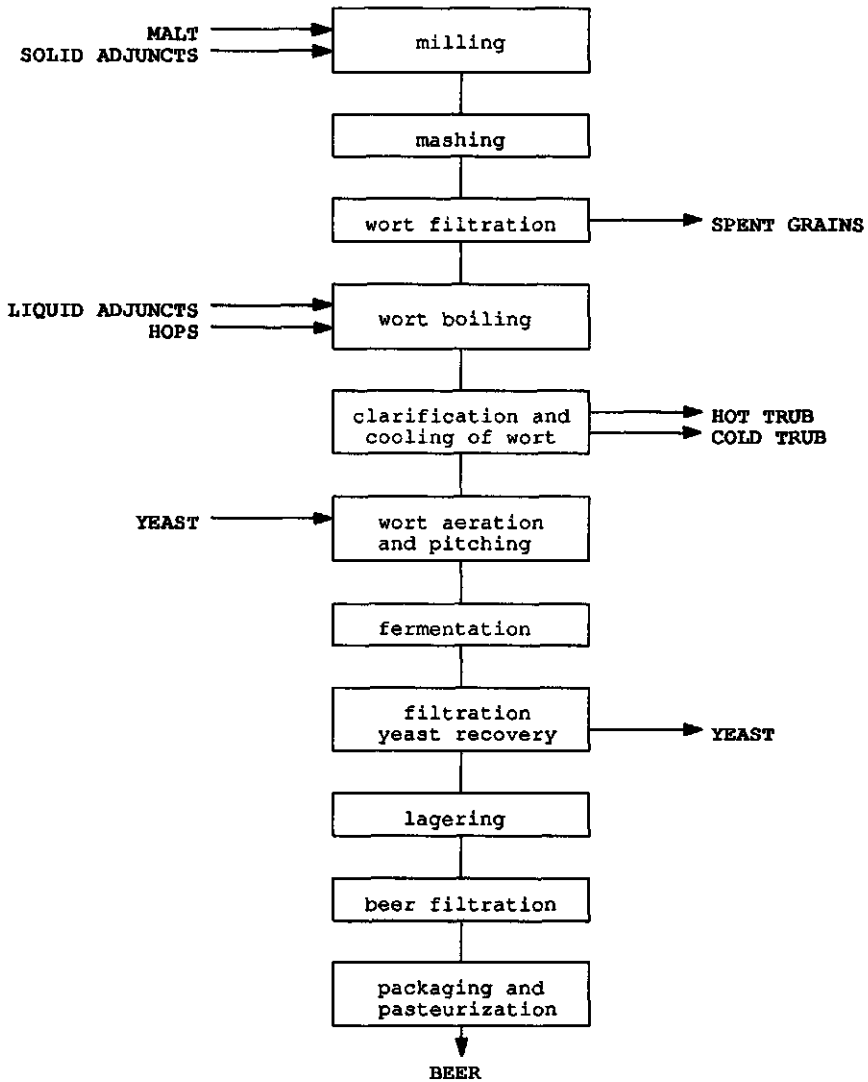 MALT
SOLID ADJUNCTS
milling
mashing
wort filtration
SPENT GRAINS
LIQUID ADJUNCTS
HOPS
wort boiling
clarification and
cooling of wort
HOT TRUB
COLD TRUB
YEAST
wort aeration
and pitching
fermentation
filtration
yeast recovery
YEAST
lagering
beer filtration
packaging and
pasteurization
BEER